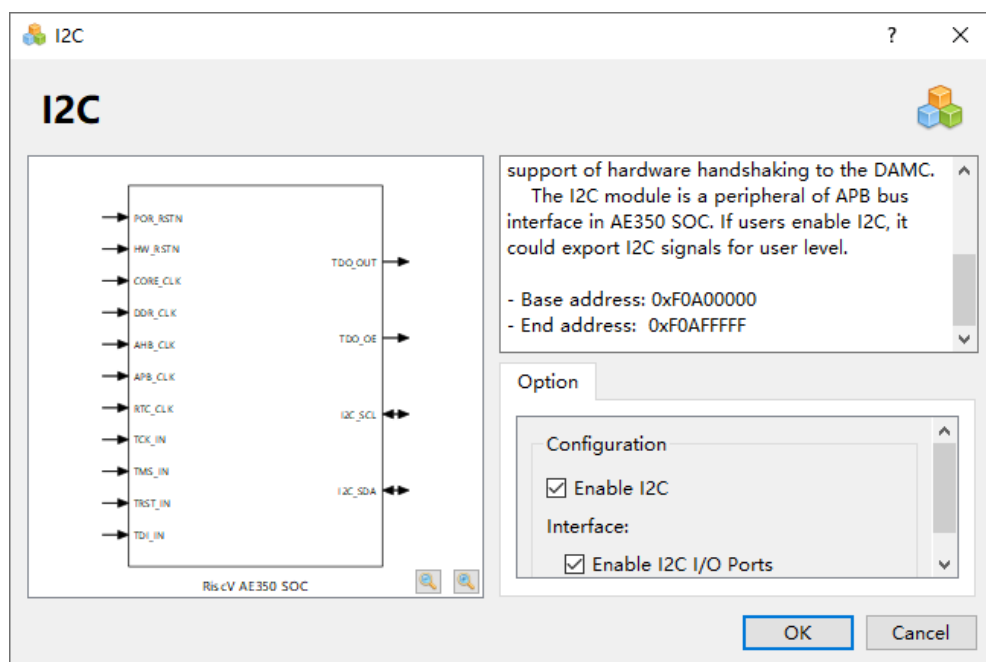 I2C
?
I2C
POR_RSTN
HW_RSTN
CORE_CLK
DDR_CLK
AHB_CLK
APB_CLK
RTC_CLK
TCK_IN
TMS_IN
TRST_IN
TDI_IN
TDO_OUT
TDO_OE
I2C_SCL
I2C_SDA
RiscV AE350 SOC
support of hardware handshaking to the DAMC.
The I2C module is a peripheral of APB bus
interface in AE350 SOC. If users enable I2C, it
could export I2C signals for user level.
- Base address: 0xF0A00000
- End address: 0xF0AFFFFF
Option
Configuration
Enable I2C
Interface:
Enable I2C I/O Ports
OK
Cancel